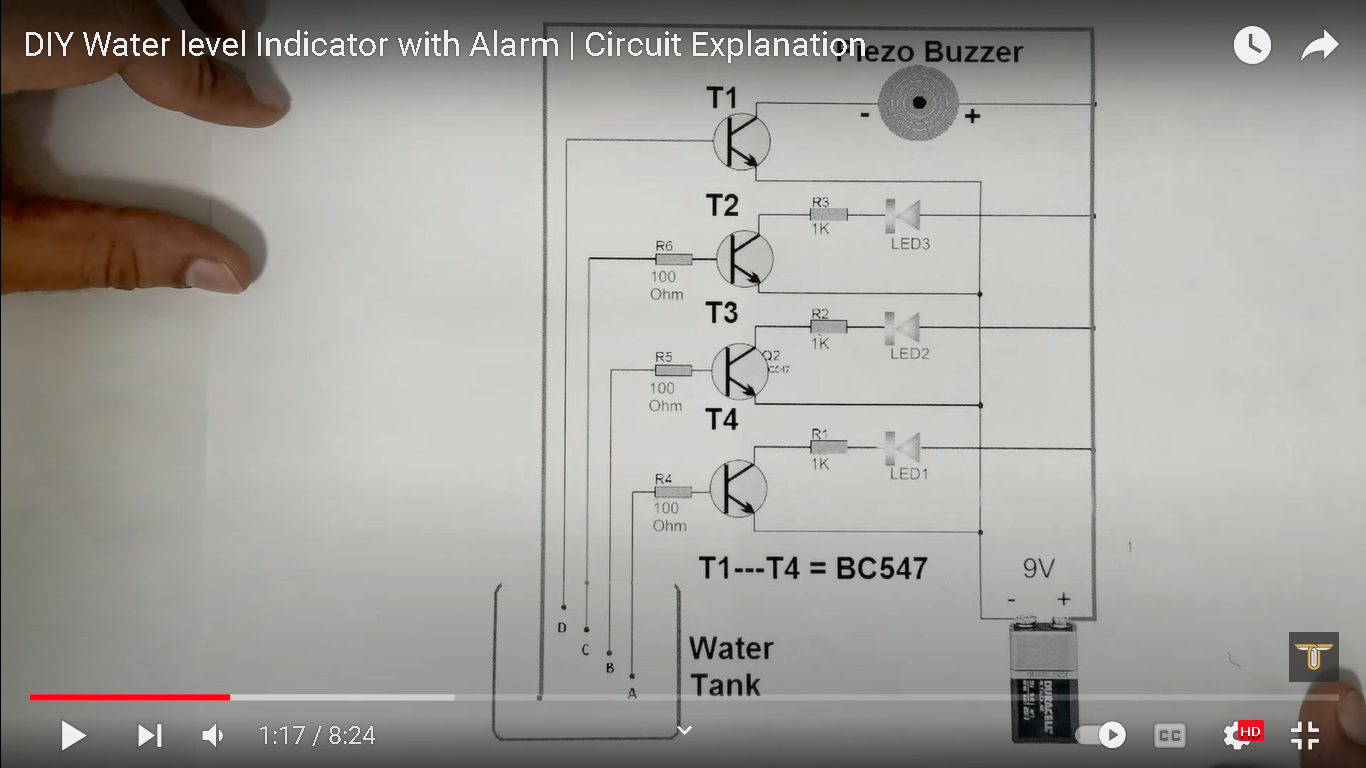 DIY Water level Indicator with Alarm | Circuit Explanation
Piezo Buzzer
T1
-
+
T2
R3
1K
LED3
R6
100
Ohm
T3
R2
1K
LED2
Q2
R5
100
Ohm
T4
R1
1K
LED1
R4
100
Ohm
T1---T4 = BC547
9V
- +
D
C
B
A
Water
Tank
DURACELL
1:17 / 8:24
CC
HD